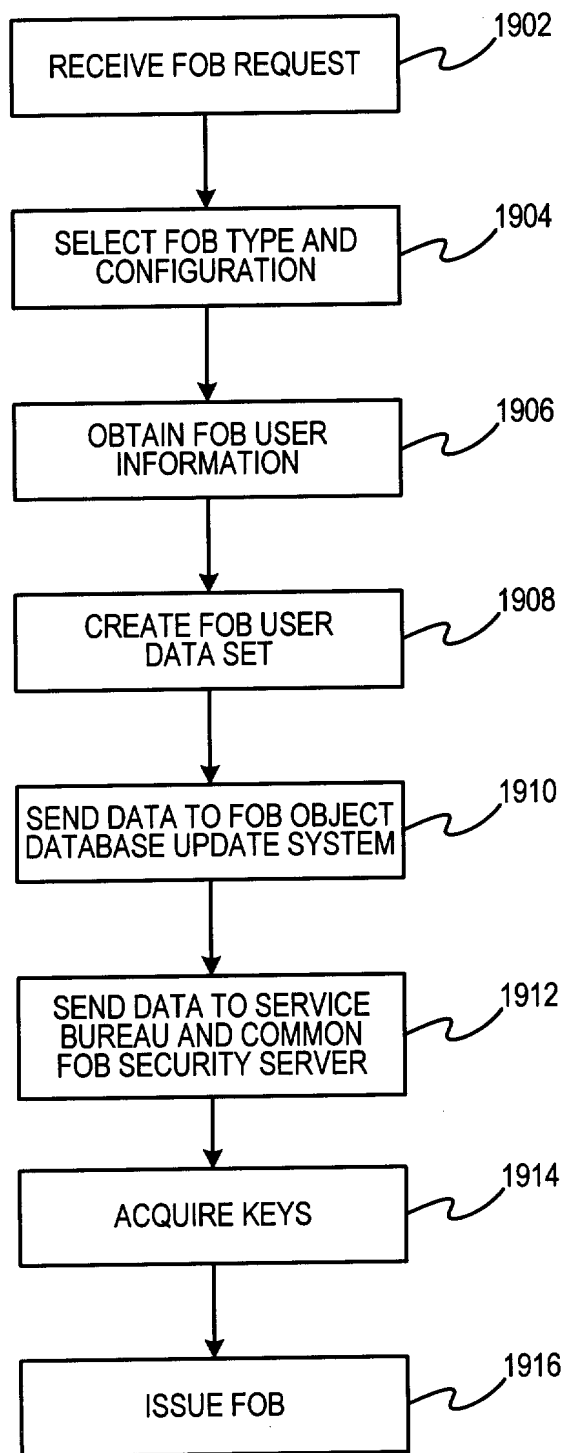 1902
RECEIVE FOB REQUEST
1904
SELECT FOB TYPE AND
CONFIGURATION
1906
OBTAIN FOB USER
INFORMATION
1908
CREATE FOB USER
DATA SET
1910
SEND DATA TO FOB OBJECT
DATABASE UPDATE SYSTEM
1912
SEND DATA TO SERVICE
BUREAU AND COMMON
FOB SECURITY SERVER
1914
ACQUIRE KEYS
1916
ISSUE FOB